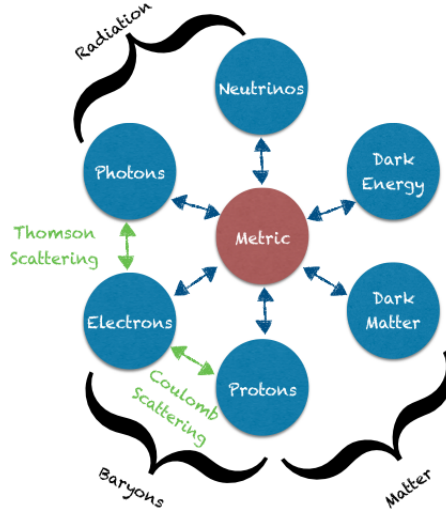 Radiation
Neutrinos
Photons
Dark
Energy
Thomson
Scattering
Metric
Electrons
Dark
Matter
Coulomb
Scattering
Protons
Baryons
Matter